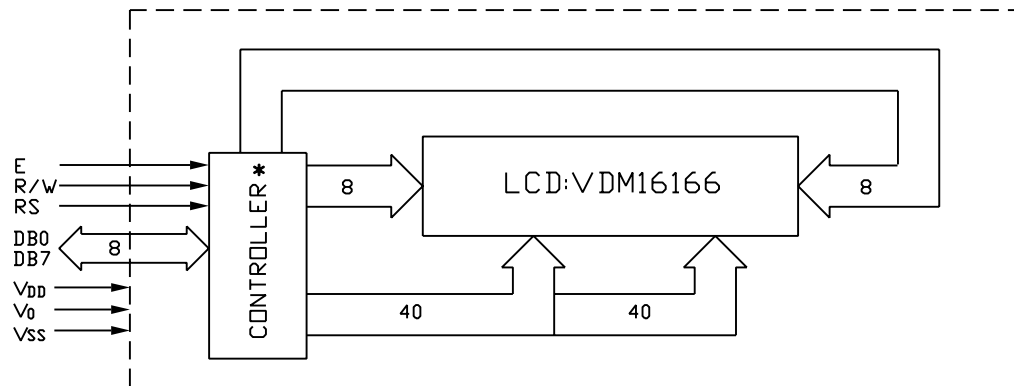 E
R/W
RS
DB0
DB7
8
VDD
V0
VSS
CONTROLLER*
8
LCD:VDM16166
8
40
40